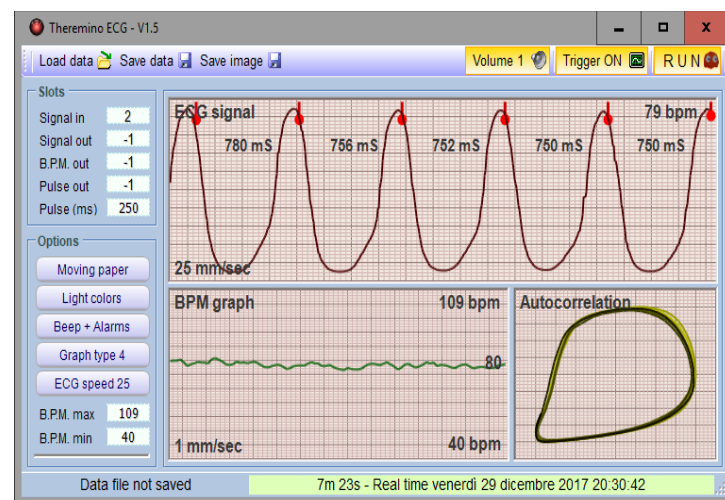 Theremino ECG - V1.5
Load data Save data Save image Volume 1 Trigger ON R U N
Slots
Signal in 2
Signal out -1
B.P.M. out -1
Pulse out -1
Pulse (ms) 250
Options
Moving paper
Light colors
Beep + Alarms
Graph type 4
ECG speed 25
B.P.M. max 109
B.P.M. min 40
ECG signal 79 bpm
780 mS 756 mS 752 mS 750 mS 750 mS
25 mm/sec
BPM graph 109 bpm
80
1 mm/sec 40 bpm
Autocorrelation
Data file not saved 7m 23s - Real time venerdì 29 dicembre 2017 20:30:42